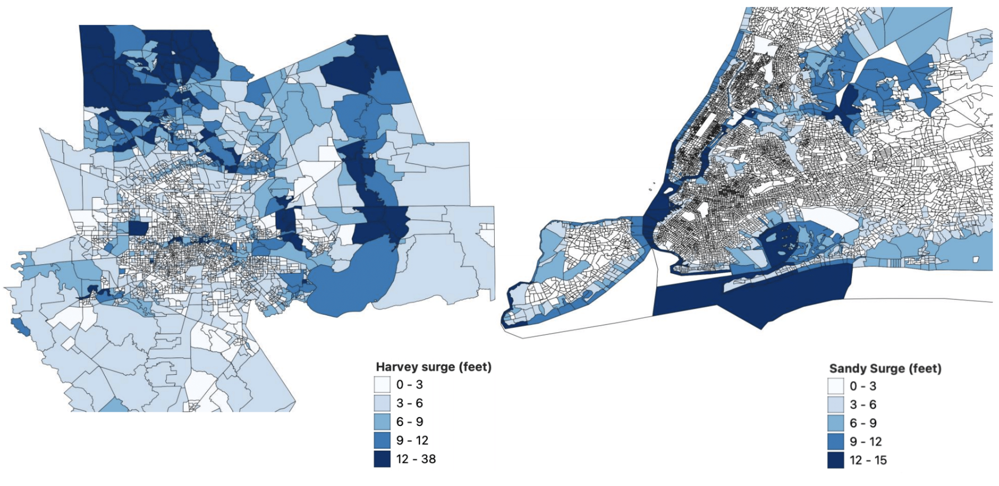 Harvey surge (feet)
0 - 3
3 - 6
6 - 9
9 - 12
12 - 38
Sandy Surge (feet)
0 - 3
3 - 6
6 - 9
9 - 12
12 - 15